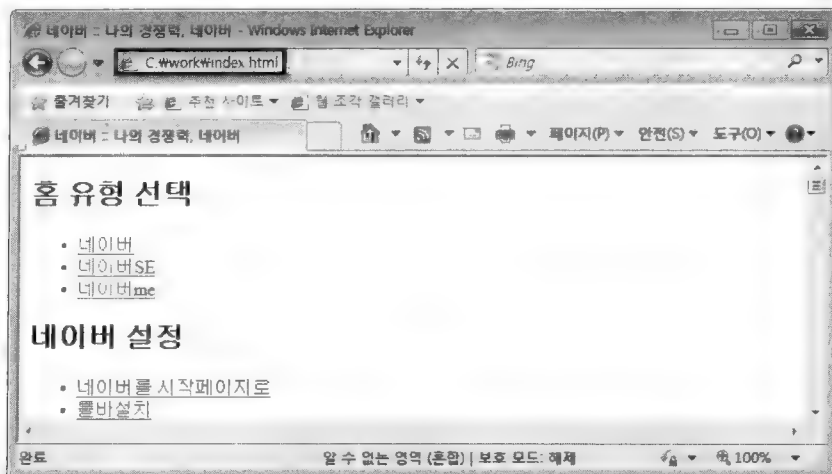 네이버 :: 나의 경쟁력, 네이버 - Windows Internet Explorer
C:₩work₩index.html
Bing
즐겨찾기 추천 사이트 웹 조각 갤러리
네이버 :: 나의 경쟁력, 네이버 페이지(P) 안전(S) 도구(O)
홈 유형 선택
• 네이버
• 네이버SE
• 네이버me
네이버 설정
• 네이버를 시작페이지로
• 툴바설치
완료 알 수 없는 영역 (혼합) | 보호 모드: 해제 100%